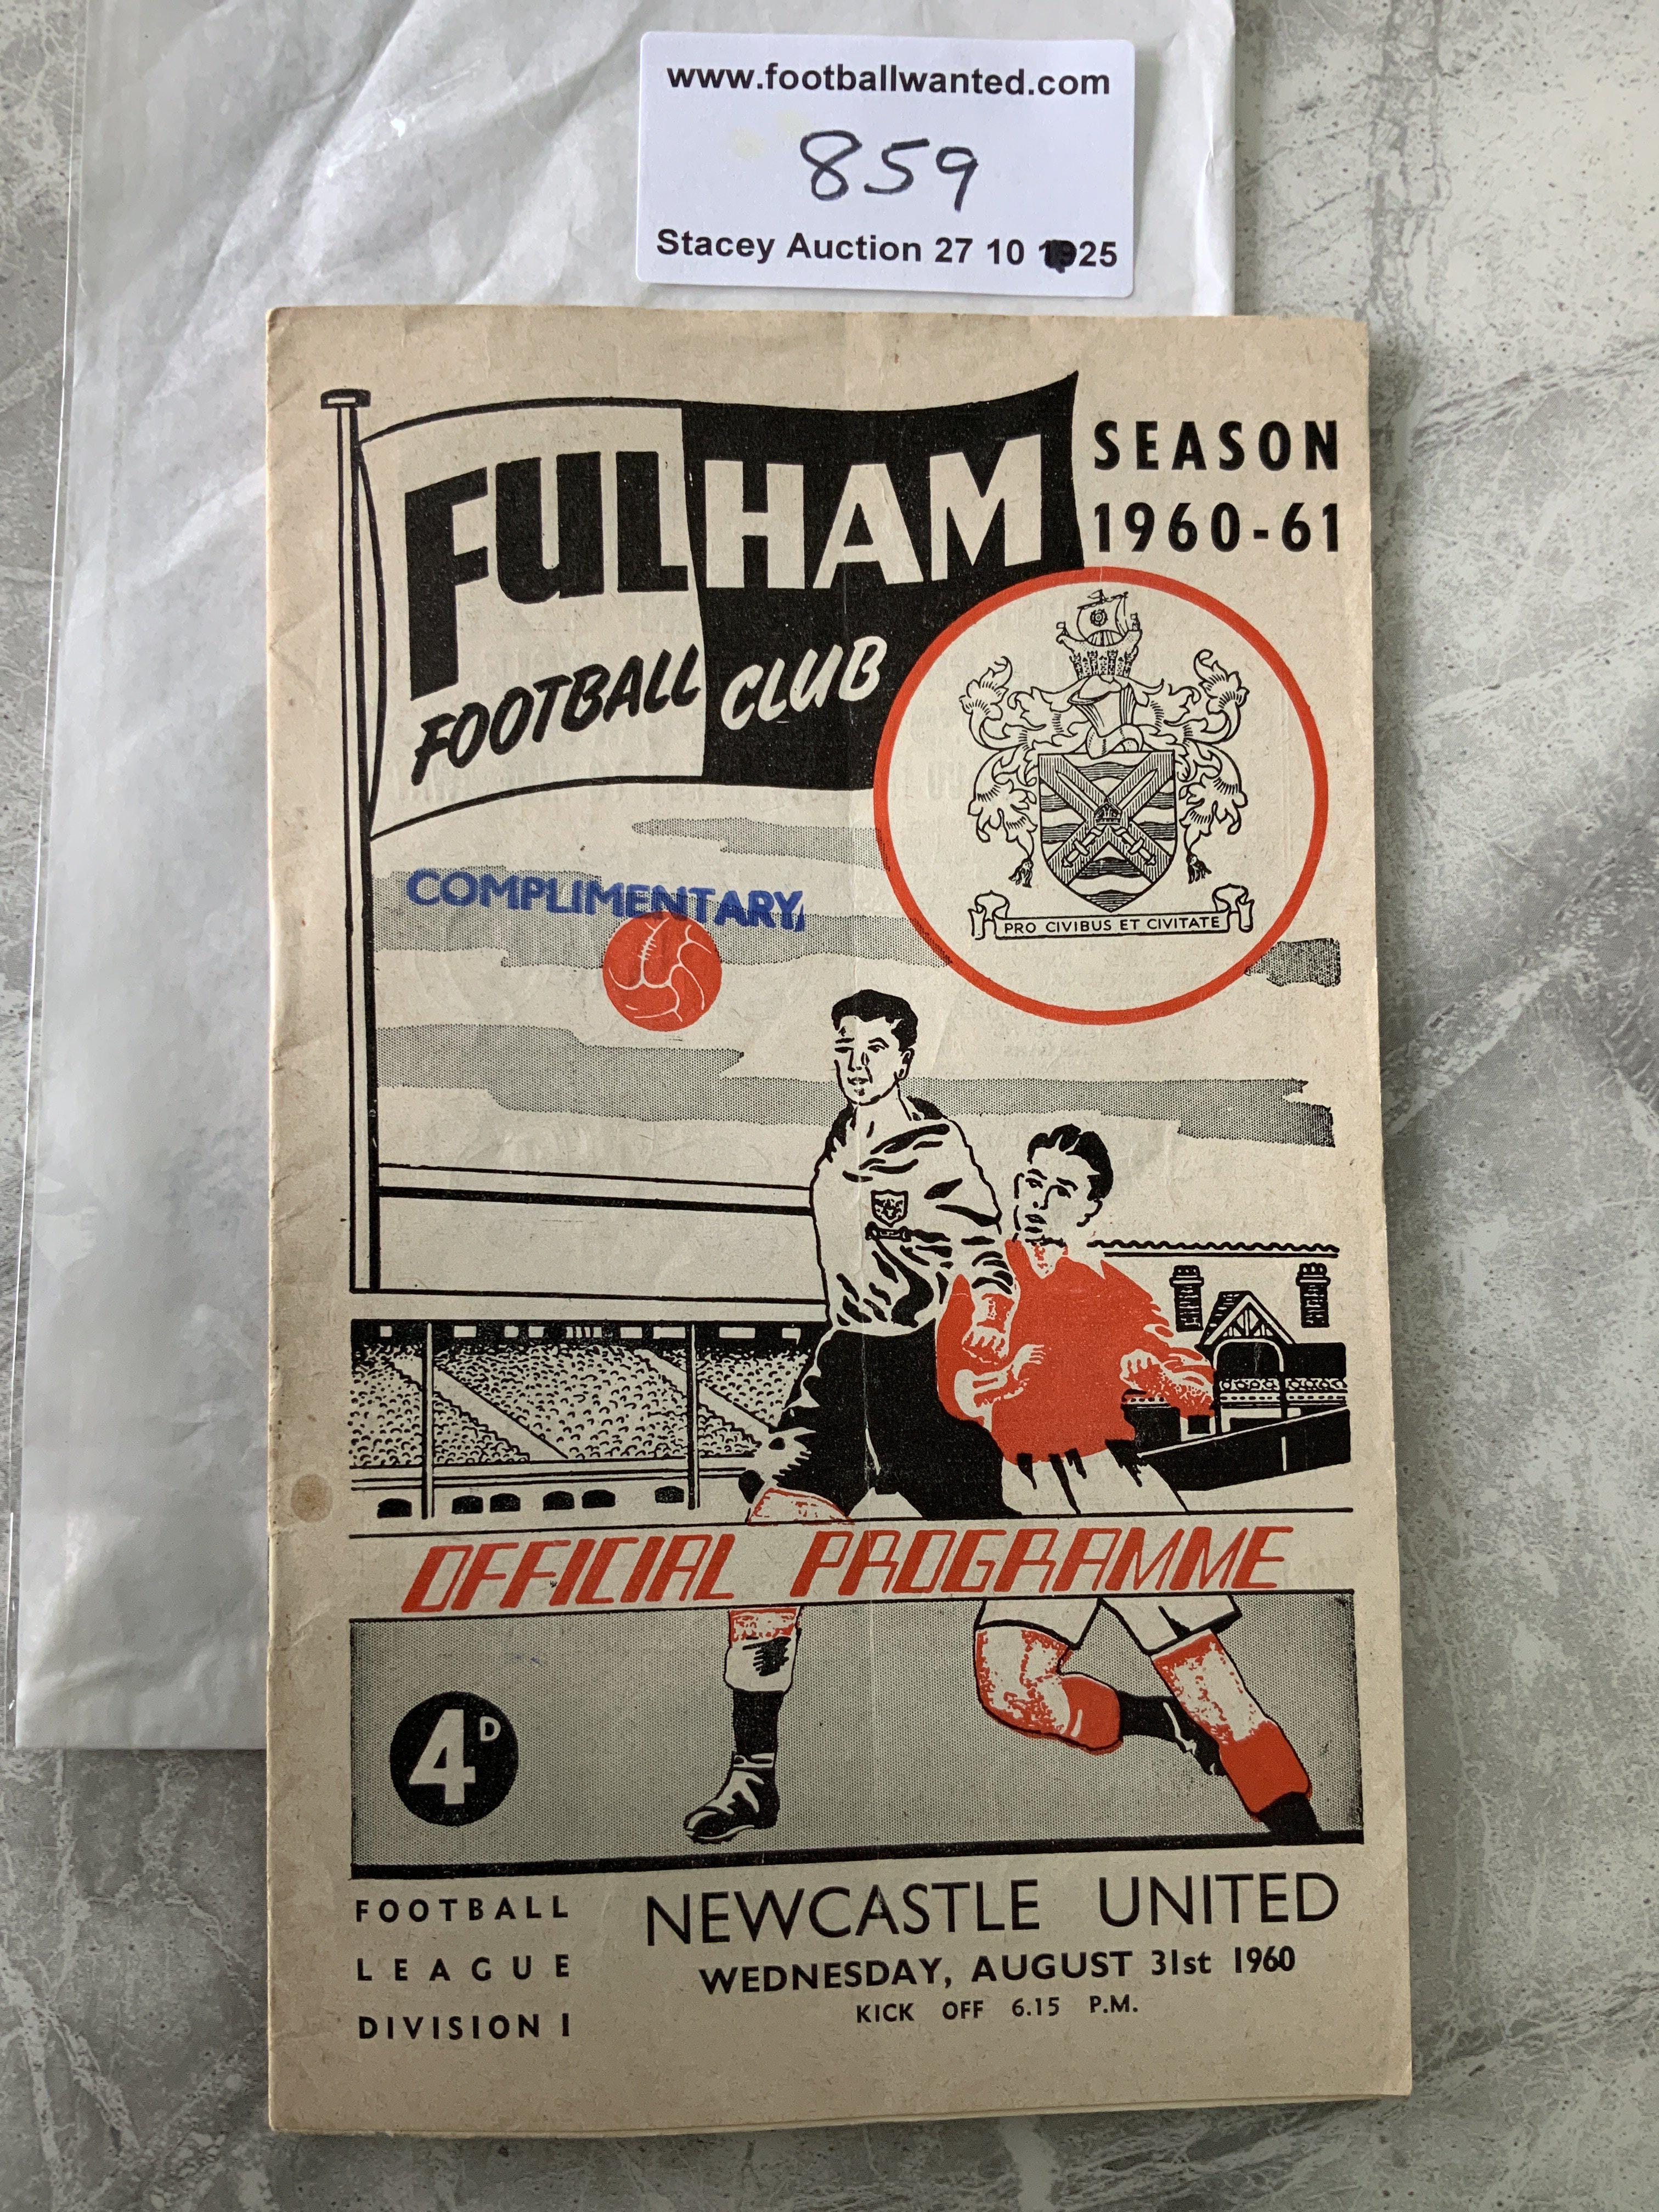 www.footballwanted.com
859
Stacey Auction 27 10 25
FULHAM
FOOTBALL CLUB
SEASON
1960-61
PRO CIVIBUS ET CIVITATE
COMPLIMENTARY
OFFICIAL PROGRAMME
4D
FOOTBALL
LEAGUE
DIVISION I
NEWCASTLE UNITED
WEDNESDAY, AUGUST 31st 1960
KICK OFF 6.15 P.M.